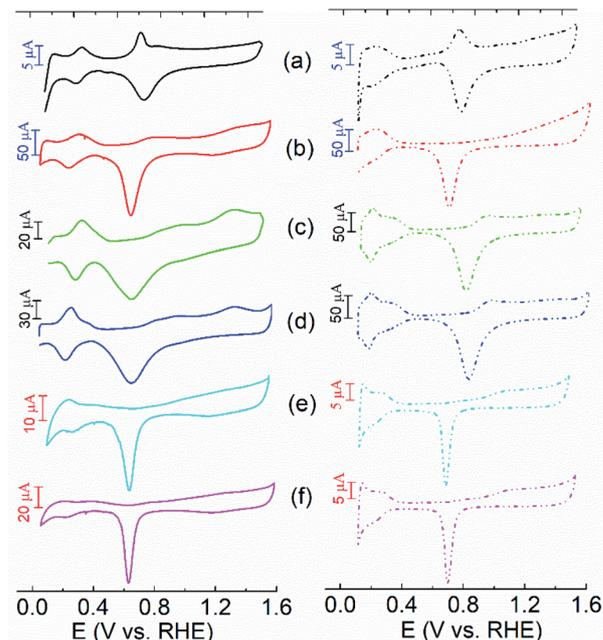 5 µA (a) 5 µA
50 µA (b) 50 µA
20 µA (c) 50 µA
30 µA (d) 50 µA
10 µA (e) 5 µA
20 µA (f) 5 µA
0.0 0.4 0.8 1.2 1.6 0.0 0.4 0.8 1.2 1.6
E (V vs. RHE) E (V vs. RHE)